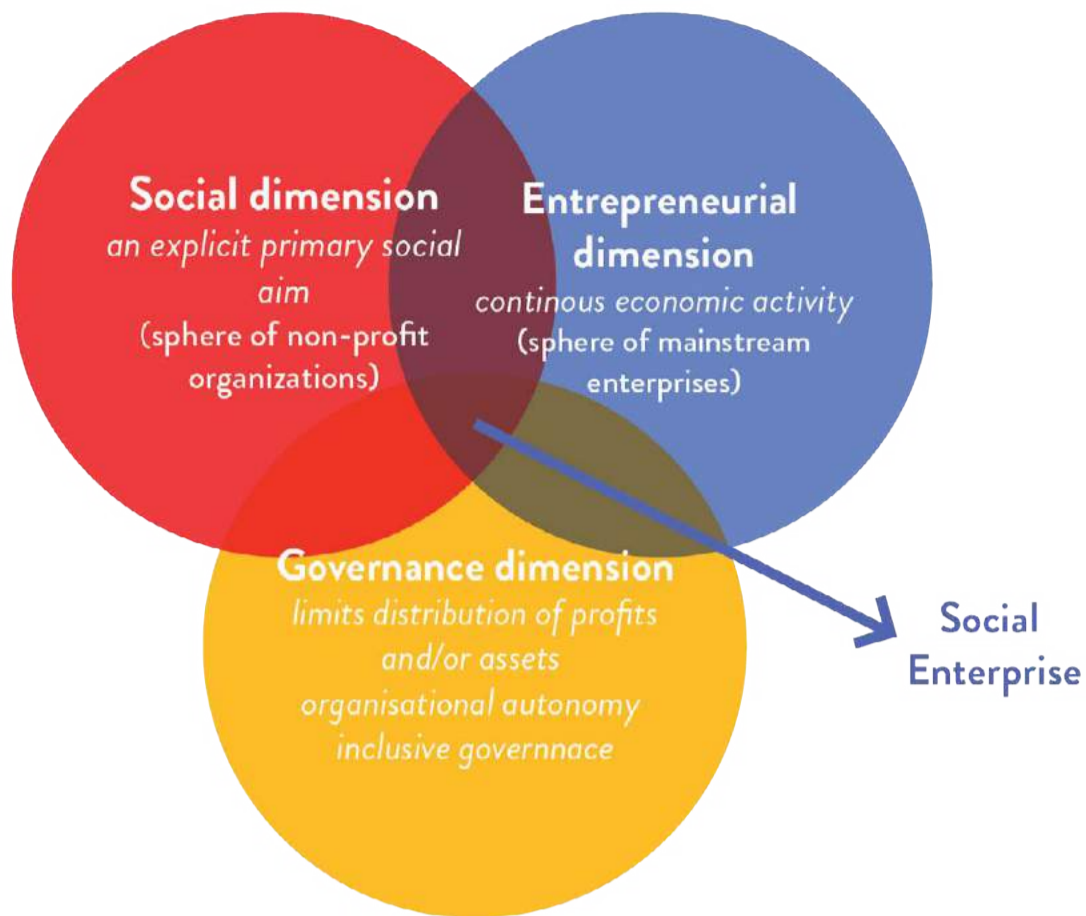 Social dimension
an explicit primary social
aim
(sphere of non-profit
organizations)
Entrepreneurial
dimension
continous economic activity
(sphere of mainstream
enterprises)
Governance dimension
limits distribution of profits
and/or assets
organisational autonomy
inclusive governnace
Social
Enterprise